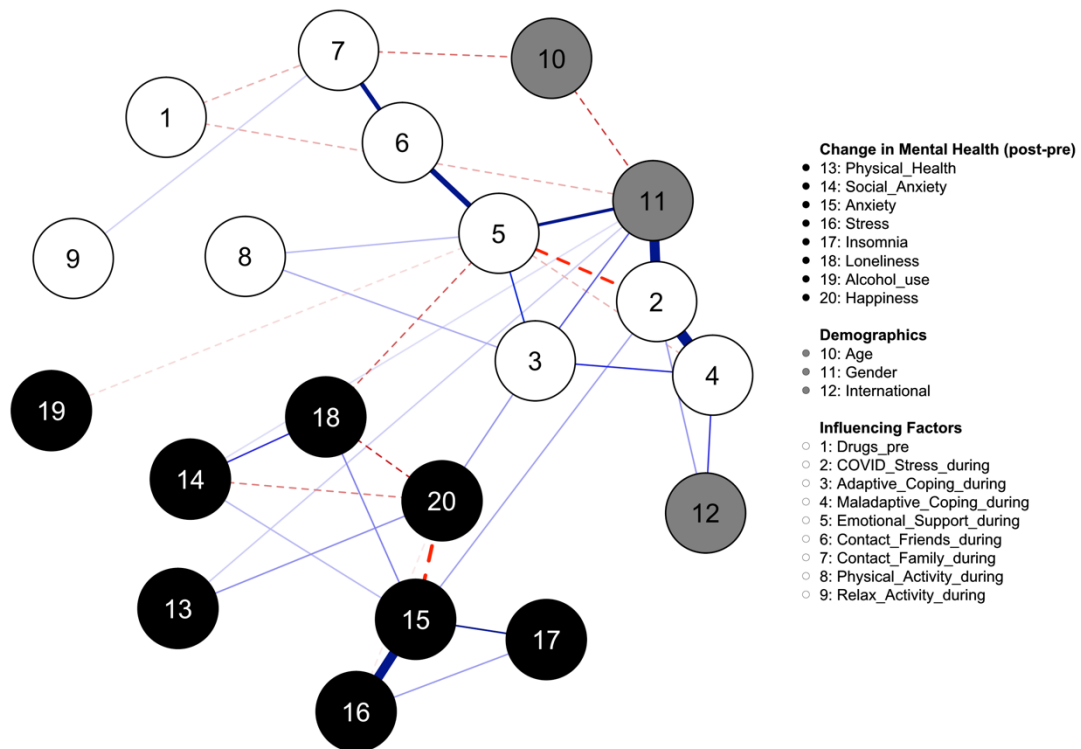 7
10
1
6
11
5
9
8
2
3
4
19
18
14
20
12
13
15
17
16
Change in Mental Health (post-pre)
13: Physical_Health
14: Social_Anxiety
15: Anxiety
16: Stress
17: Insomnia
18: Loneliness
19: Alcohol_use
20: Happiness
Demographics
10: Age
11: Gender
12: International
Influencing Factors
1: Drugs_pre
2: COVID_Stress_during
3: Adaptive_Coping_during
4: Maladaptive_Coping_during
5: Emotional_Support_during
6: Contact_Friends_during
7: Contact_Family_during
8: Physical_Activity_during
9: Relax_Activity_during